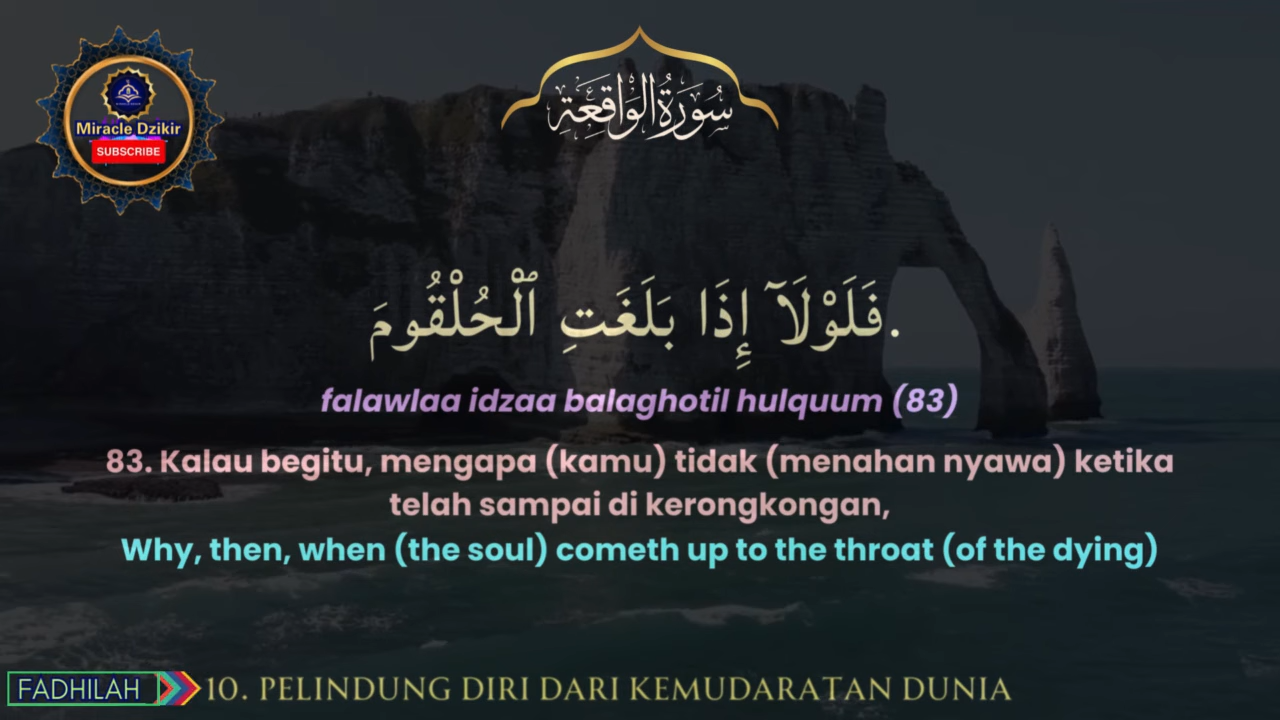 Miracle Dzikir
SUBSCRIBE
سُورَةُ الْوَاقِعَةِ
فَلَوْلَآ إِذَا بَلَغَتِ ٱلْحُلْقُومَ.
falawlaa idzaa balaghotil hulquum (83)
83. Kalau begitu, mengapa (kamu) tidak (menahan nyawa) ketika
telah sampai di kerongkongan,
Why, then, when (the soul) cometh up to the throat (of the dying)
FADHILAH
10. PELINDUNG DIRI DARI KEMUDARATAN DUNIA